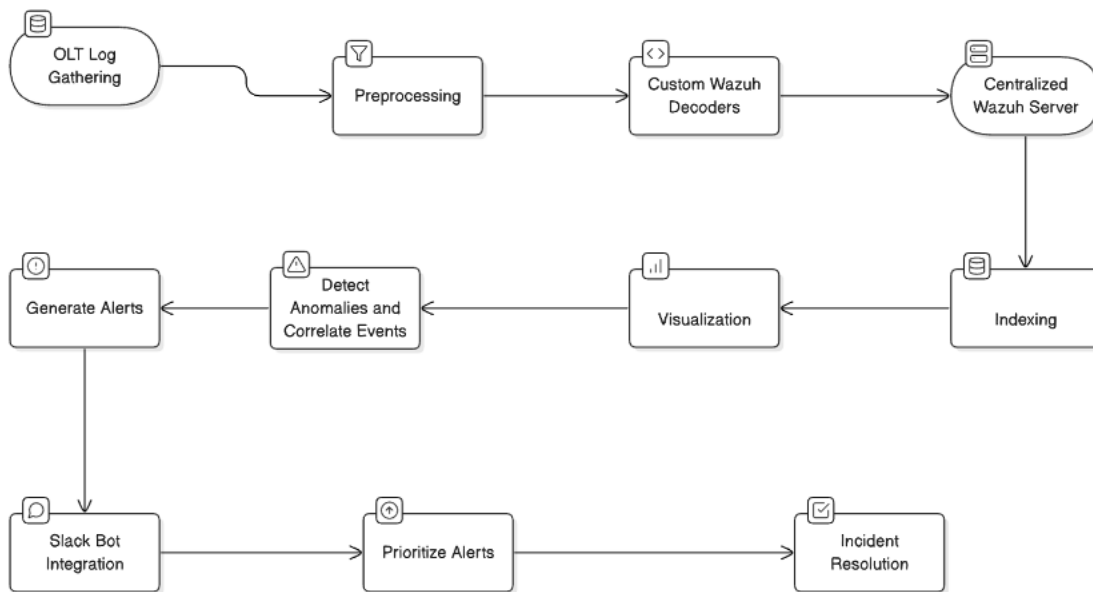 OLT Log
Gathering
Preprocessing
Custom Wazuh
Decoders
Centralized
Wazuh Server
Generate Alerts
Detect
Anomalies and
Correlate Events
Visualization
Indexing
Slack Bot
Integration
Prioritize Alerts
Incident
Resolution